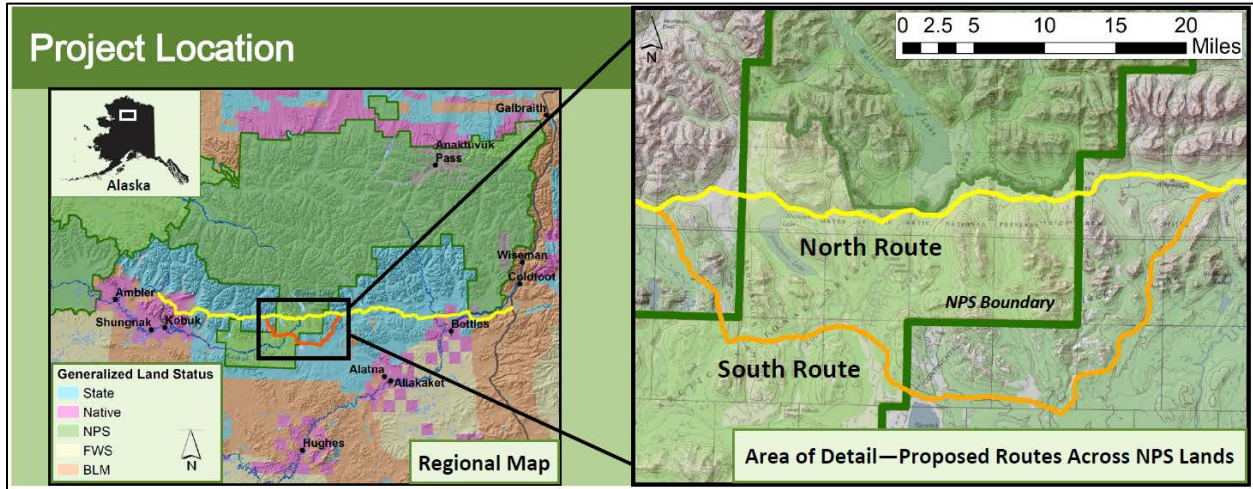 Project Location
Alaska
Galbraith
Anaktuvuk
Pass
Wiseman
Coldfoot
Ambler
Shungnak
Kobuk
Bettles
Alatna
Allakaket
Hughes
Generalized Land Status
State
Native
NPS
FWS
BLM
N
Regional Map
N
0 2.5 5 10 15 20
Miles
Walker Lake
North Route
NPS Boundary
South Route
Area of Detail—Proposed Routes Across NPS Lands